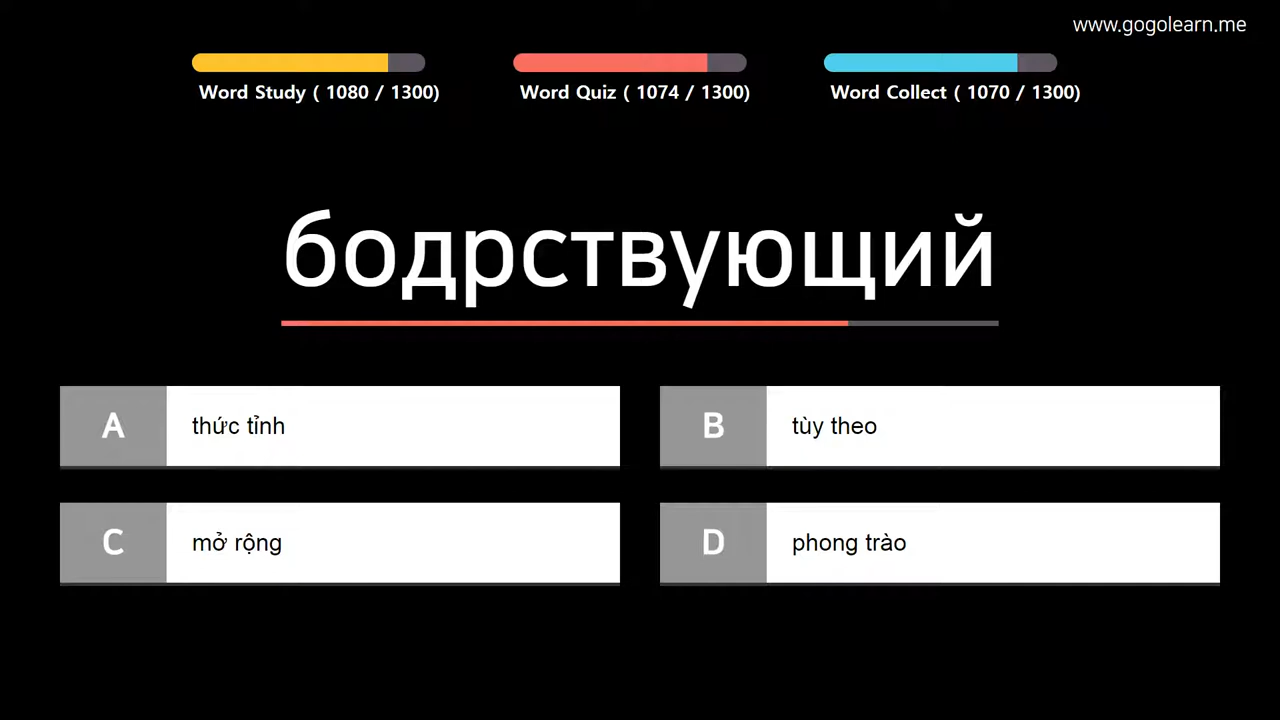 www.gogolearn.me
Word Study ( 1080 / 1300)
Word Quiz ( 1074 / 1300)
Word Collect ( 1070 / 1300)
бодрствующий
A
thức tỉnh
B
tùy theo
C
mở rộng
D
phong trào